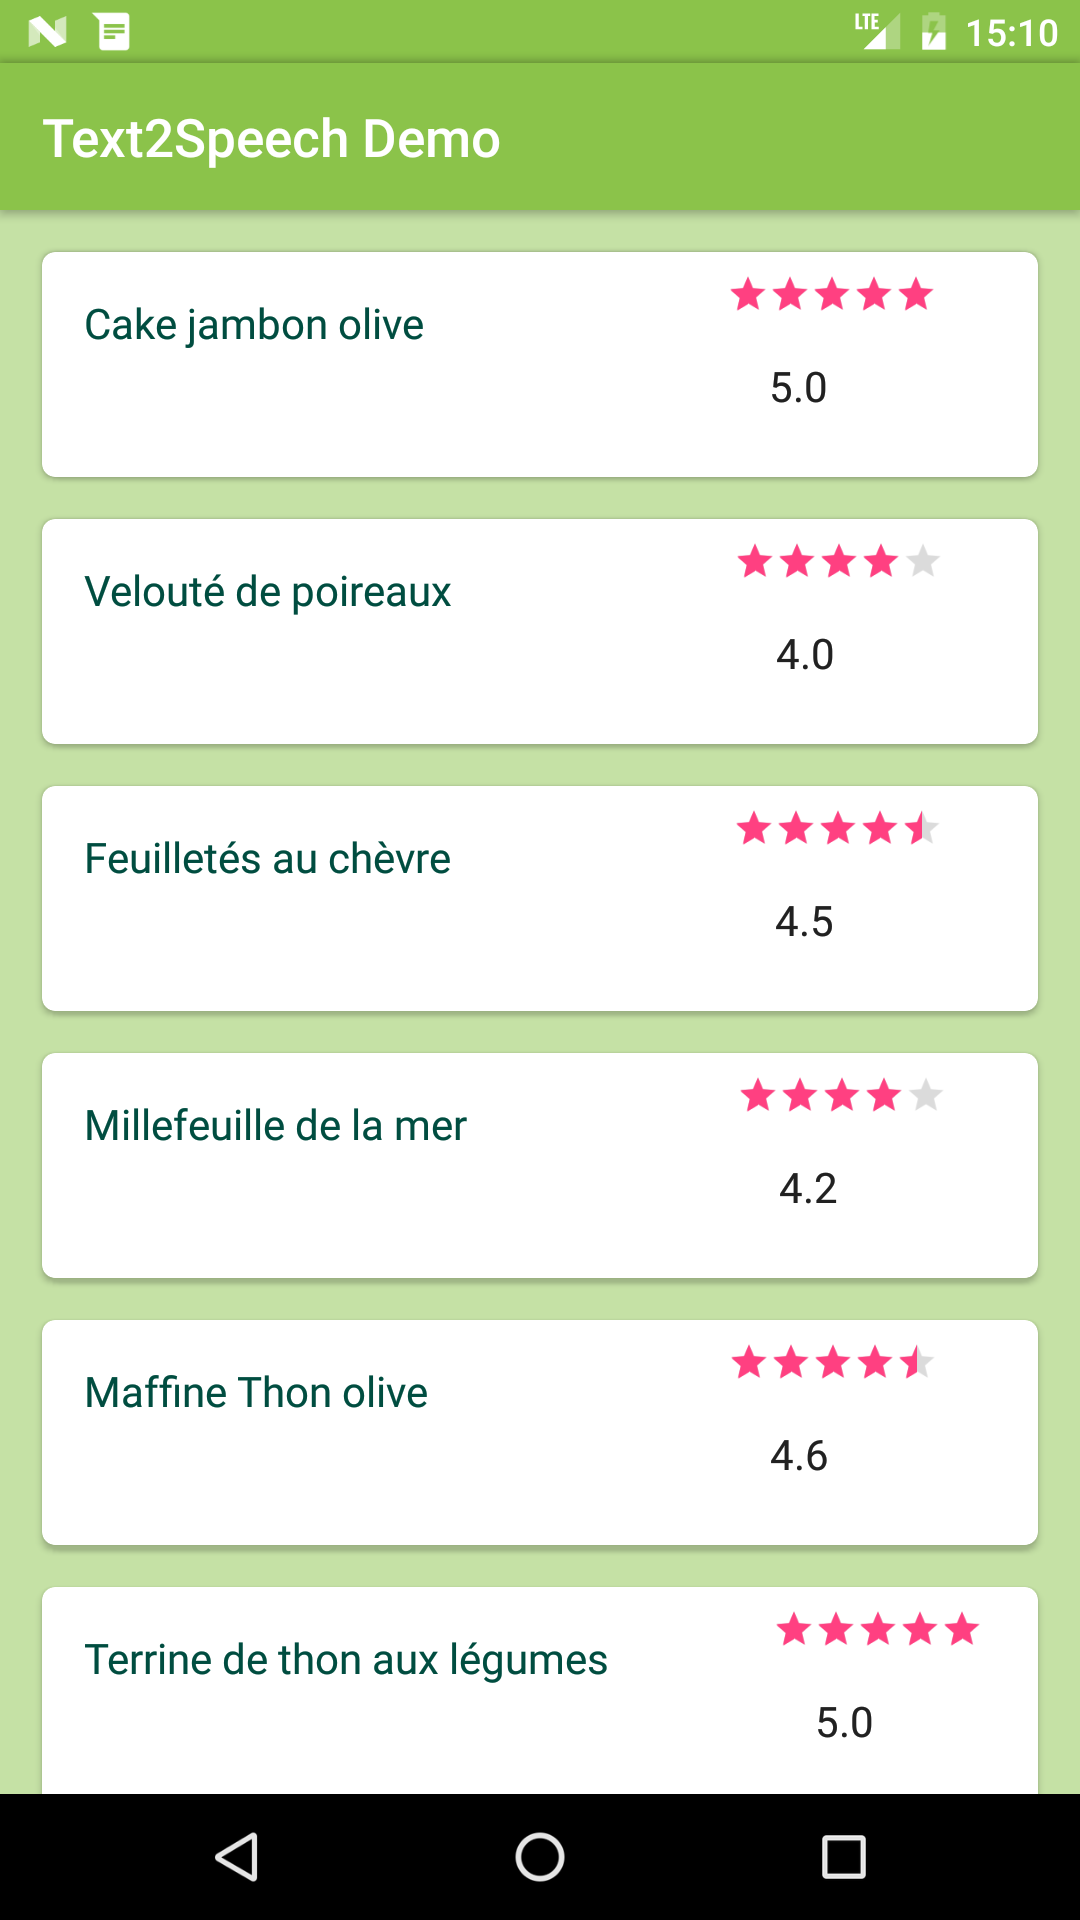 LTE 15:10
Text2Speech Demo
Cake jambon olive
5.0
Velouté de poireaux
4.0
Feuilletés au chèvre
4.5
Millefeuille de la mer
4.2
Maffine Thon olive
4.6
Terrine de thon aux légumes
5.0